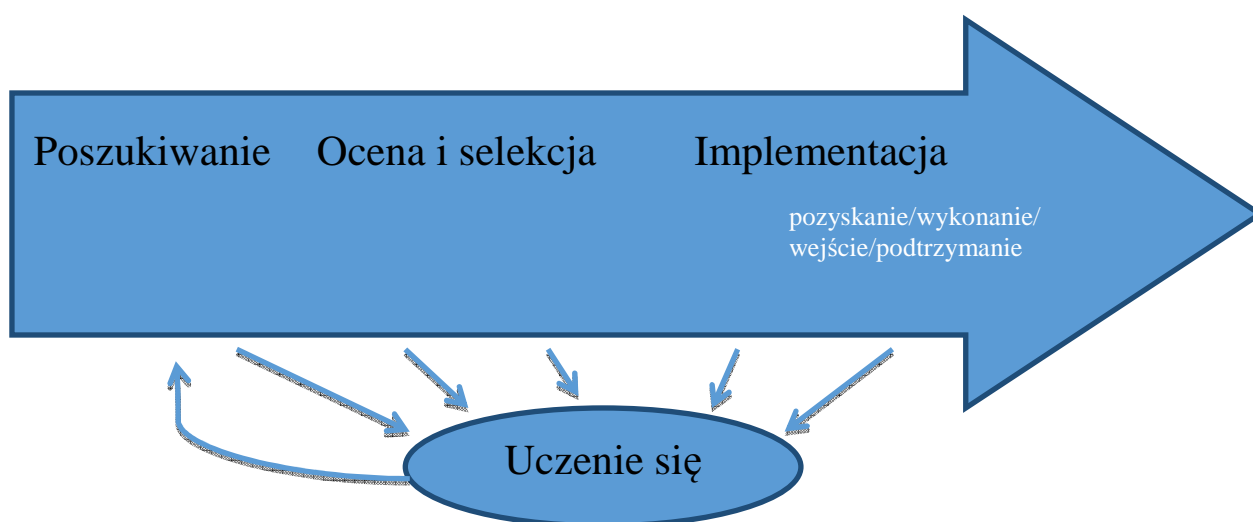 Poszukiwanie Ocena i selekcja Implementacja
pozyskanie/wykonanie/
wejście/podtrzymanie
Uczenie się